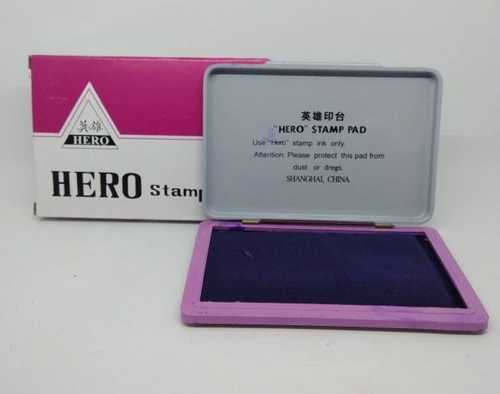 英雄
HERO
HERO Stamp
英雄印台
"HERO" STAMP PAD
Use "Hero" stamp ink only.
Attention: Please protect this pad from
dust or dregs.
SHANGHAI, CHINA